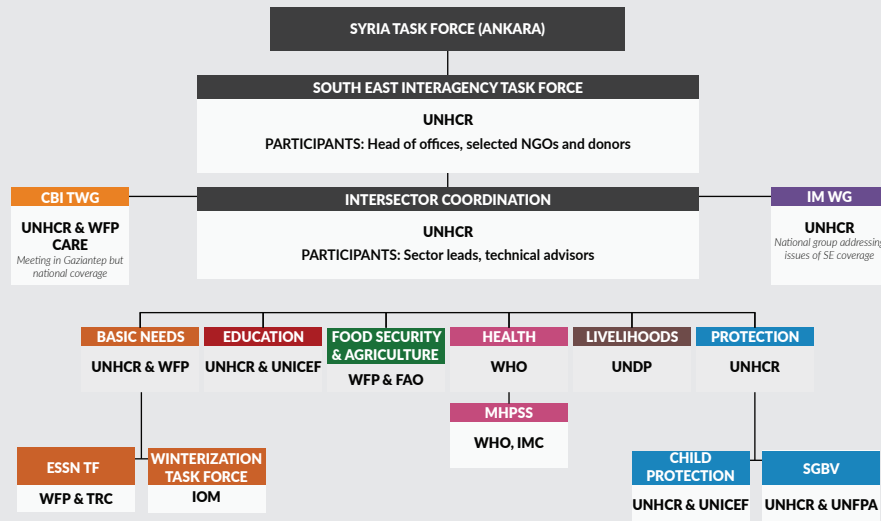 SYRIA TASK FORCE (ANKARA)
SOUTH EAST INTERAGENCY TASK FORCE
UNHCR
PARTICIPANTS: Head of offices, selected NGOs and donors
CBI TWG
UNHCR & WFP
CARE
Meeting in Gaziantep but
national coverage
INTERSECTOR COORDINATION
UNHCR
PARTICIPANTS: Sector leads, technical advisors
IM WG
UNHCR
National group addressing
issues of SE coverage
BASIC NEEDS
UNHCR & WFP
EDUCATION
UNHCR & UNICEF
FOOD SECURITY
& AGRICULTURE
WFP & FAO
HEALTH
WHO
LIVELIHOODS
UNDP
PROTECTION
UNHCR
MHPSS
WHO, IMC
ESSN TF
WFP & TRC
WINTERIZATION
TASK FORCE
IOM
CHILD
PROTECTION
UNHCR & UNICEF
SGBV
UNHCR & UNFPA